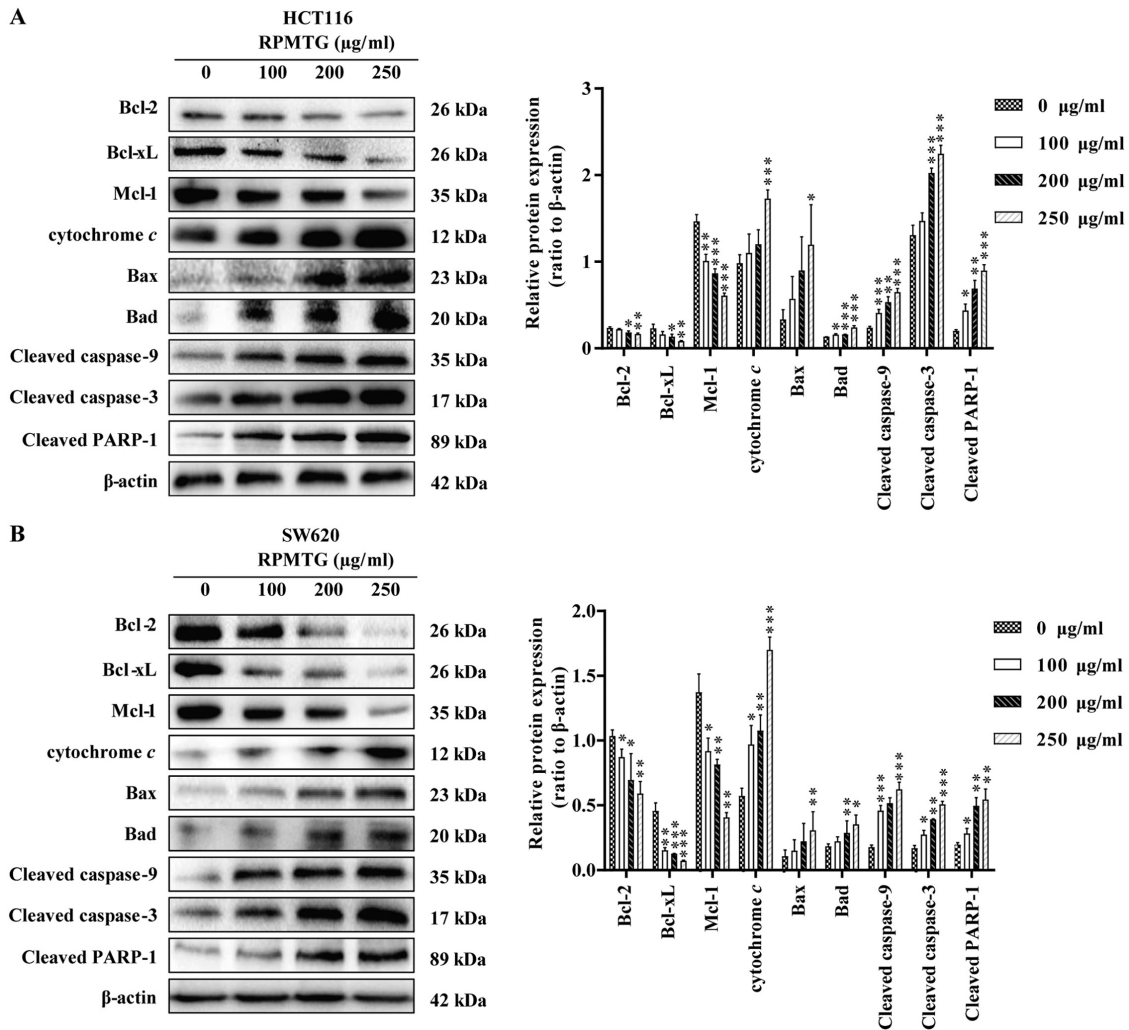 A
HCT116
RPMTG (μg/ml)
0 100 200 250
Bcl-2 26 kDa
Bcl-xL 26 kDa
Mcl-1 35 kDa
cytochrome c 12 kDa
Bax 23 kDa
Bad 20 kDa
Cleaved caspase-9 35 kDa
Cleaved caspase-3 17 kDa
Cleaved PARP-1 89 kDa
β-actin 42 kDa
Relative protein expression
(ratio to β-actin)
3
2
1
0
Bcl-2
Bcl-xL
Mcl-1
cytochrome c
Bax
Bad
Cleaved caspase-9
Cleaved caspase-3
Cleaved PARP-1
0 μg/ml
100 μg/ml
200 μg/ml
250 μg/ml
B
SW620
RPMTG (μg/ml)
0 100 200 250
Bcl-2 26 kDa
Bcl-xL 26 kDa
Mcl-1 35 kDa
cytochrome c 12 kDa
Bax 23 kDa
Bad 20 kDa
Cleaved caspase-9 35 kDa
Cleaved caspase-3 17 kDa
Cleaved PARP-1 89 kDa
β-actin 42 kDa
Relative protein expression
(ratio to β-actin)
2.0
1.5
1.0
0.5
0.0
Bcl-2
Bcl-xL
Mcl-1
cytochrome c
Bax
Bad
Cleaved caspase-9
Cleaved caspase-3
Cleaved PARP-1
0 μg/ml
100 μg/ml
200 μg/ml
250 μg/ml